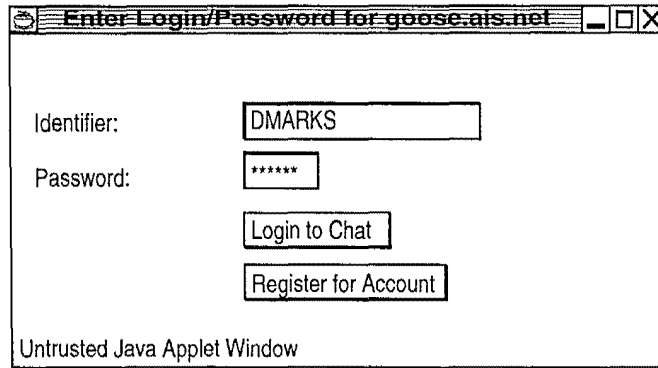 Enter Login/Password for goose.ais.net
Identifier: DMARKS
Password: ******
Login to Chat
Register for Account
Untrusted Java Applet Window